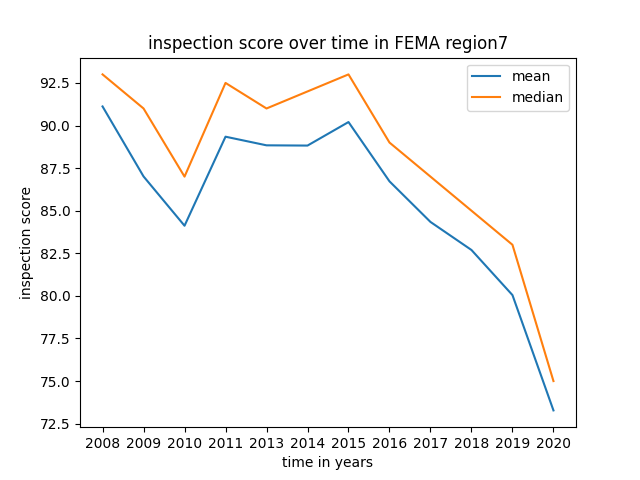 inspection score over time in FEMA region7
mean
median
92.5
90.0
87.5
85.0
82.5
80.0
77.5
75.0
72.5
inspection score
2008 2009 2010 2011 2013 2014 2015 2016 2017 2018 2019 2020
time in years